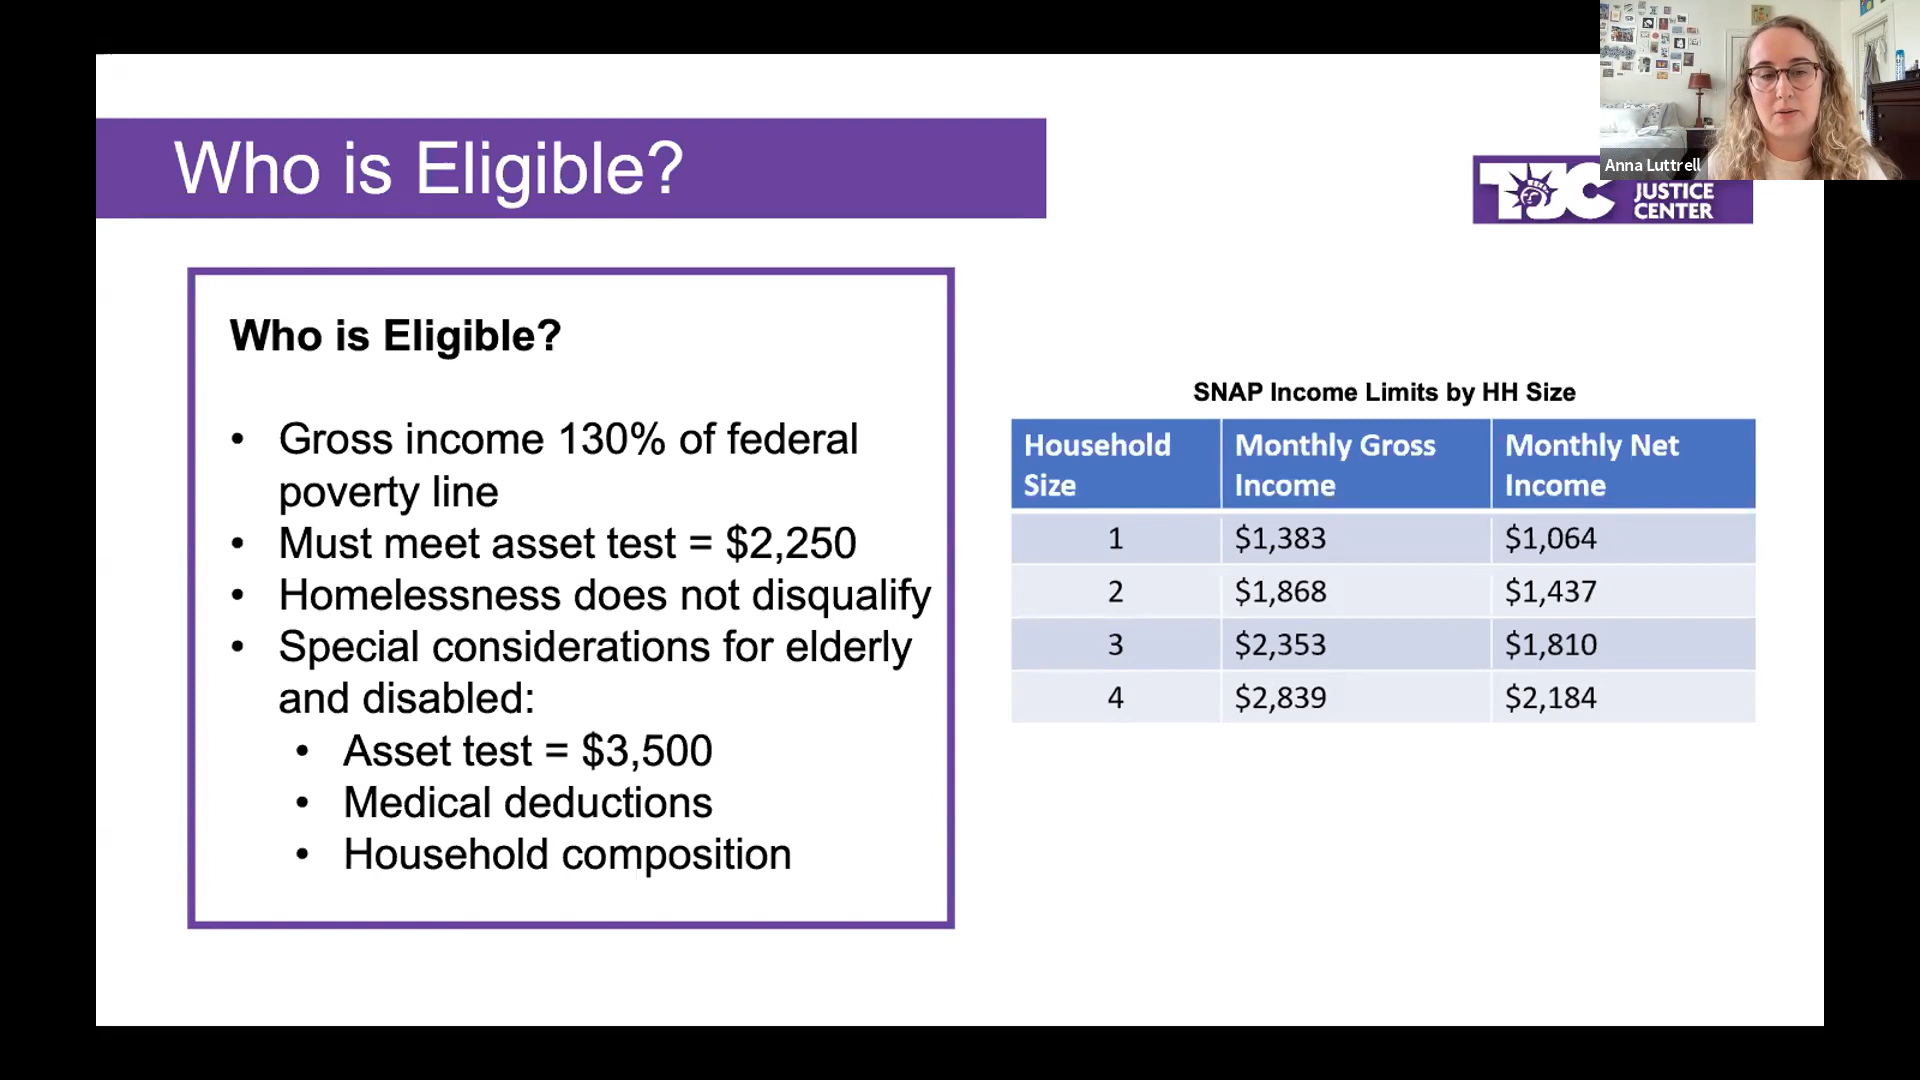 Who is Eligible?
Anna Luttrell
TJC JUSTICE
CENTER
Who is Eligible?
• Gross income 130% of federal
poverty line
• Must meet asset test = $2,250
• Homelessness does not disqualify
• Special considerations for elderly
and disabled:
• Asset test = $3,500
• Medical deductions
• Household composition
SNAP Income Limits by HH Size
Household Size Monthly Gross Income Monthly Net Income
1 $1,383 $1,064
2 $1,868 $1,437
3 $2,353 $1,810
4 $2,839 $2,184